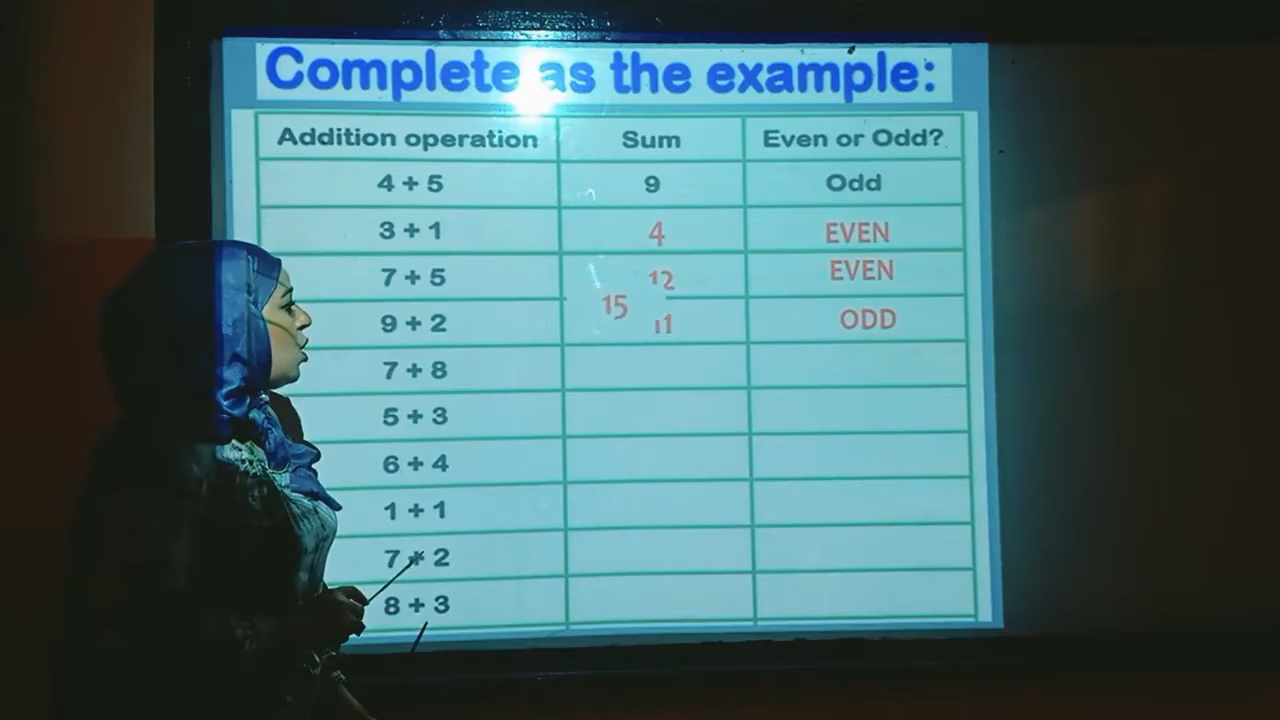 Complete as the example:
Addition operation Sum Even or Odd?
4 + 5 9 Odd
3 + 1 4 EVEN
7 + 5 12 EVEN
15
9 + 2 11 ODD
7 + 8
5 + 3
6 + 4
1 + 1
7 + 2
8 + 3